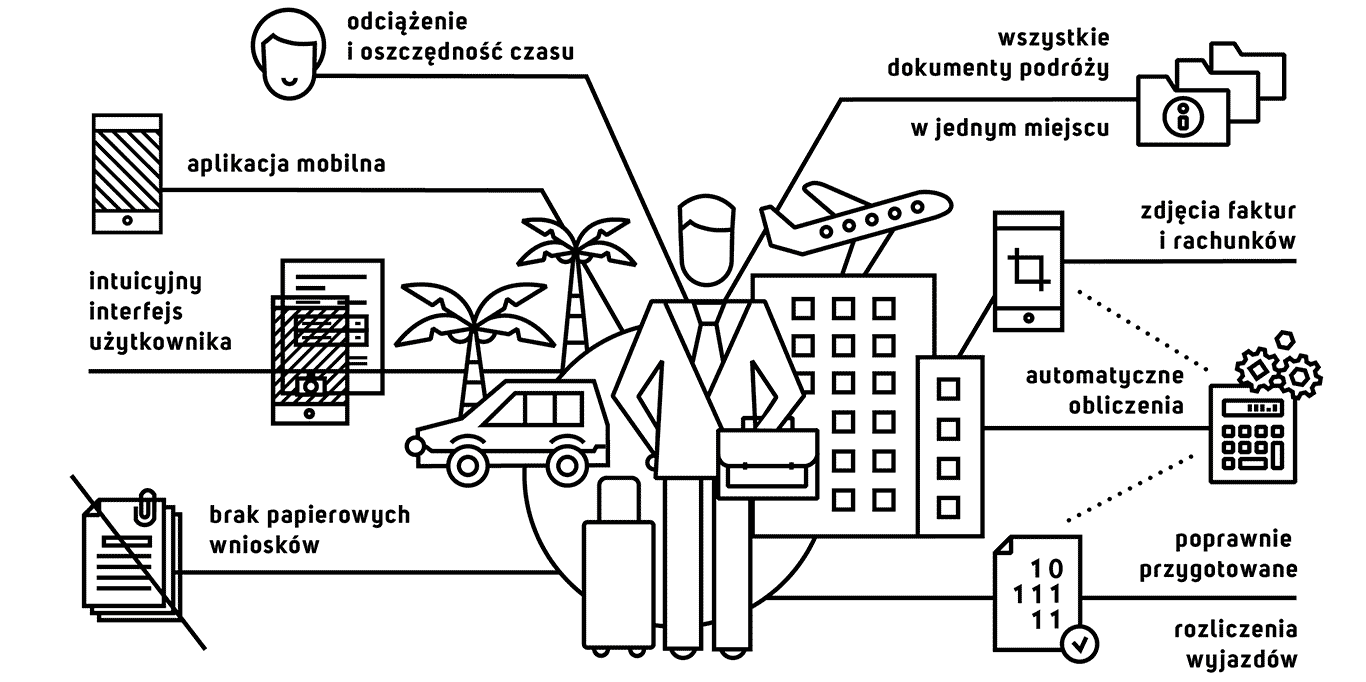 odciążenie
i oszczędność czasu
aplikacja mobilna
intuicyjny
interfejs
użytkownika
brak papierowych
wniosków
wszystkie
dokumenty podróży
w jednym miejscu
zdjęcia faktur
i rachunków
automatyczne
obliczenia
10
111
11
poprawnie
przygotowane
rozliczenia
wyjazdów